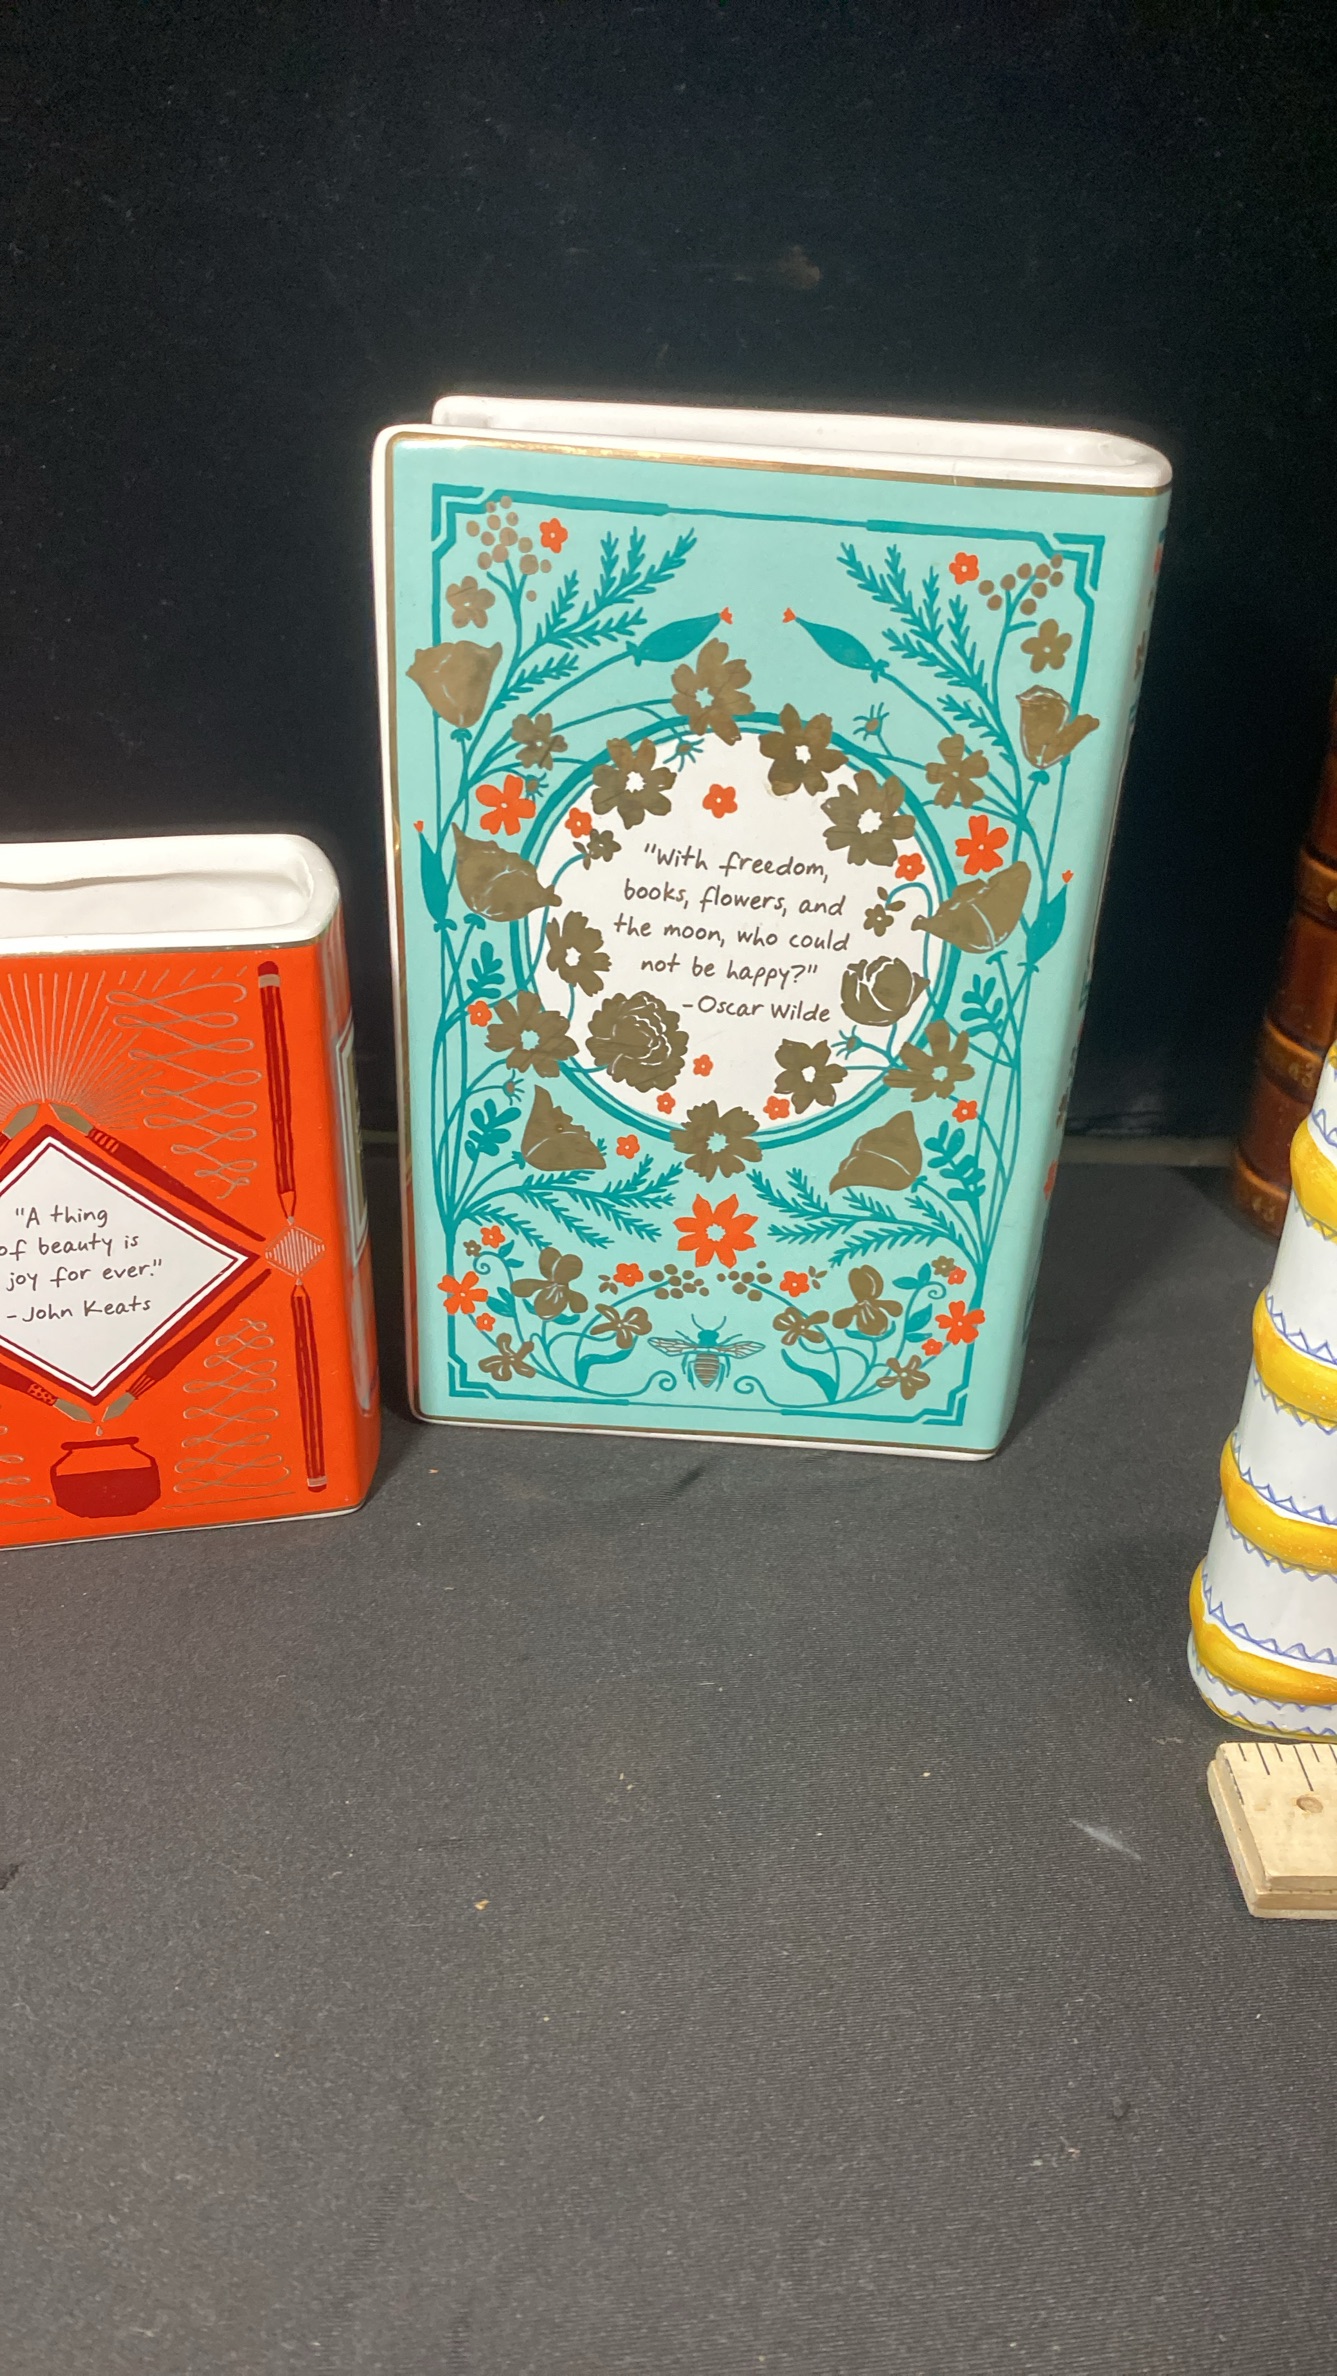 "With freedom,
books, flowers, and
the moon, who could
not be happy?"
-Oscar Wilde
"A thing
of beauty is
joy for ever."
-John Keats